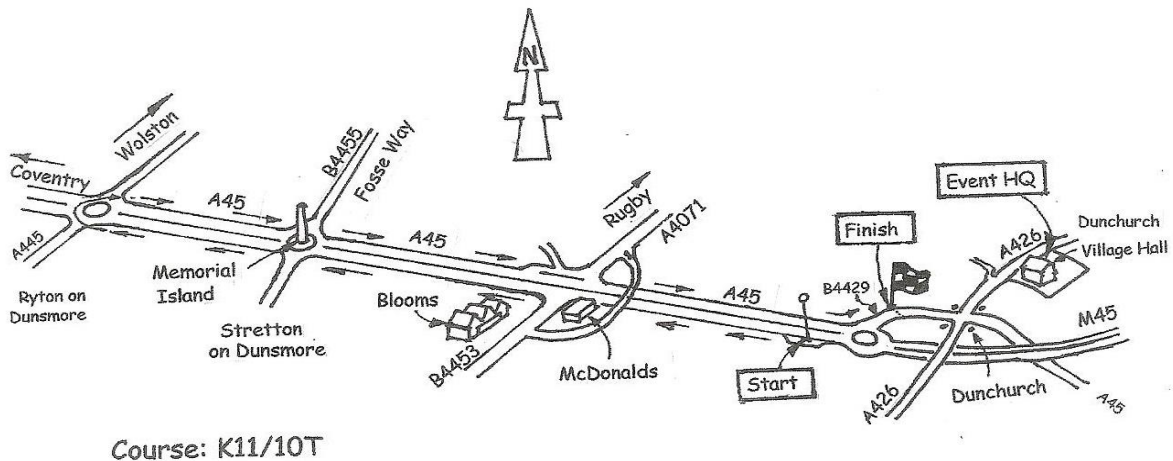 N
Coventry
Wolston
A45
B4455
Fosse Way
A445
Ryton on
Dunsmore
Memorial
Island
Stretton
on Dunsmore
A45
Blooms
B4453
McDonalds
Rugby
A4071
A45
Start
B4429
Finish
Event HQ
Dunchurch
Village Hall
A426
M45
Dunchurch
A426
A45
Course: K11/10T